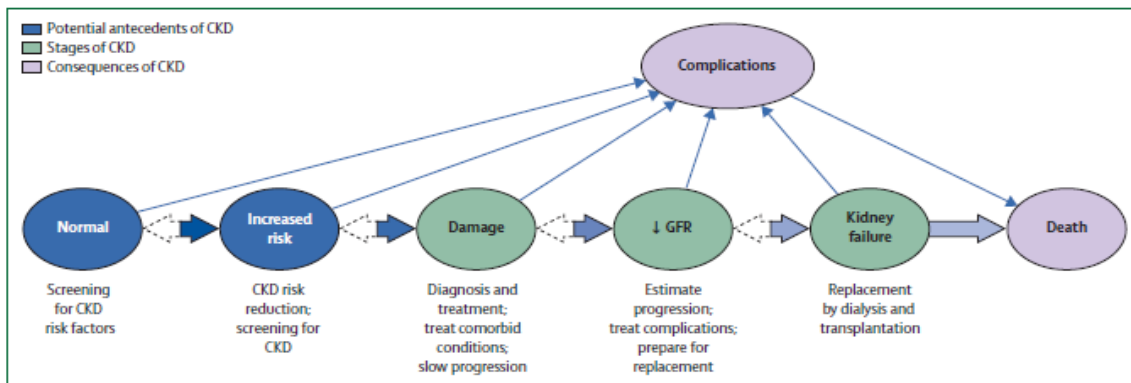 Potential antecedents of CKD
Stages of CKD
Consequences of CKD
Complications
Normal
Increased
risk
Damage
↓ GFR
Kidney
failure
Death
Screening
for CKD
risk factors
CKD risk
reduction;
screening for
CKD
Diagnosis and
treatment;
treat comorbid
conditions;
slow progression
Estimate
progression;
treat complications;
prepare for
replacement
Replacement
by dialysis and
transplantation